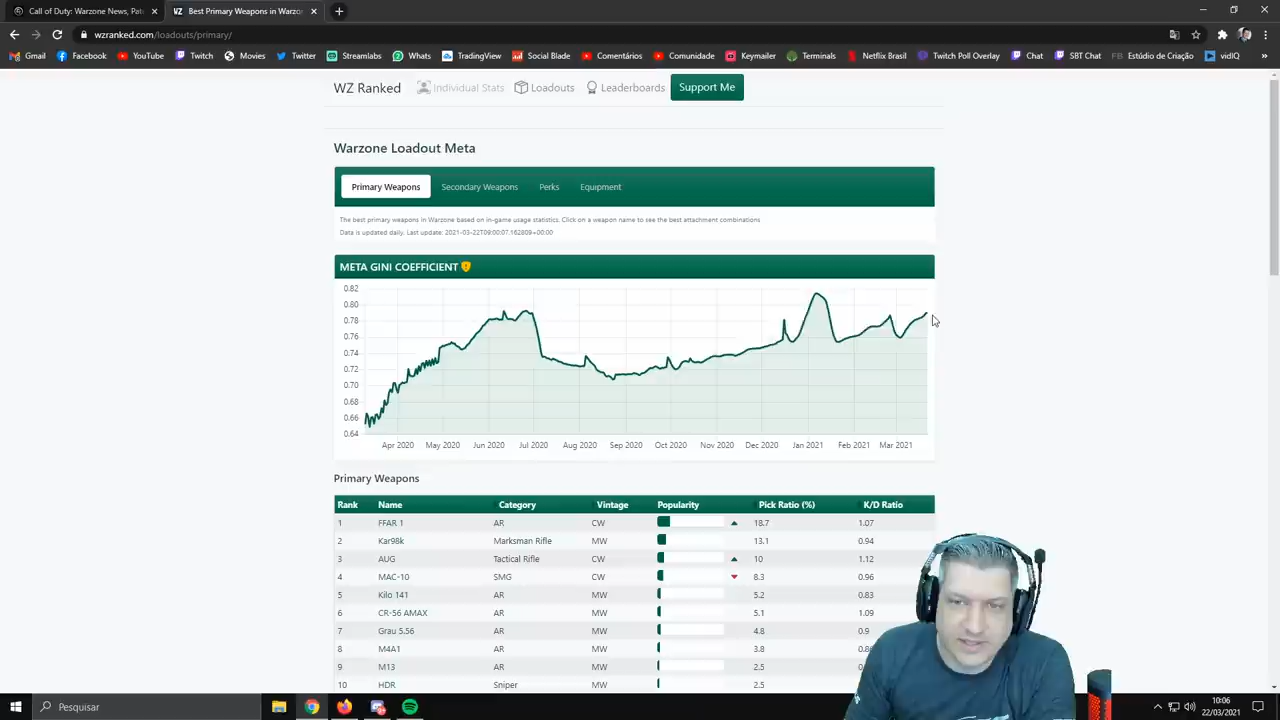 Call of Duty: Warzone News, Pat
Best Primary Weapons in Warzo
wzranked.com/loadouts/primary/
Gmail Facebook YouTube Twitch Movies Streamlabs Whats TradingView Social Blade Comentários Comunidade Keymailer Tampermonkey Netflix Brasil Twitch Poll Overlay Chat SBT Chat Estúdio de Criação vidIQ
WZ Ranked Individual Stats Loadouts Leaderboards Support Me
Warzone Loadout Meta
Primary Weapons Secondary Weapons Perks Equipment
The best primary weapons in Warzone based on in-game usage statistics. Click on a weapon name to see the best attachment combinations
Data is updated daily. Last update: 2021-03-22T09:00:07.162809+00:00
META GINI COEFFICIENT
0.82
0.80
0.78
0.76
0.74
0.72
0.70
0.68
0.66
0.64
Apr 2020 May 2020 Jun 2020 Jul 2020 Aug 2020 Sep 2020 Oct 2020 Nov 2020 Dec 2020 Jan 2021 Feb 2021 Mar 2021
Primary Weapons
Rank Name Category Vintage Popularity Pick Ratio (%) K/D Ratio
1 FFAR 1 AR CW 18.7 1.07
2 Kar98k Marksman Rifle MW 13.1 0.94
3 AUG Tactical Rifle CW 10 1.12
4 MAC-10 SMG CW 8.3 0.96
5 Kilo 141 AR MW 5.2 0.83
6 CR-56 AMAX AR MW 5.1 1.09
7 Grau 5.56 AR MW 4.8 0.9
8 M4A1 AR MW 3.8
9 M13 AR MW 2.5
10 HDR Sniper MW 2.5
Pesquisar
10:06
22/03/2021